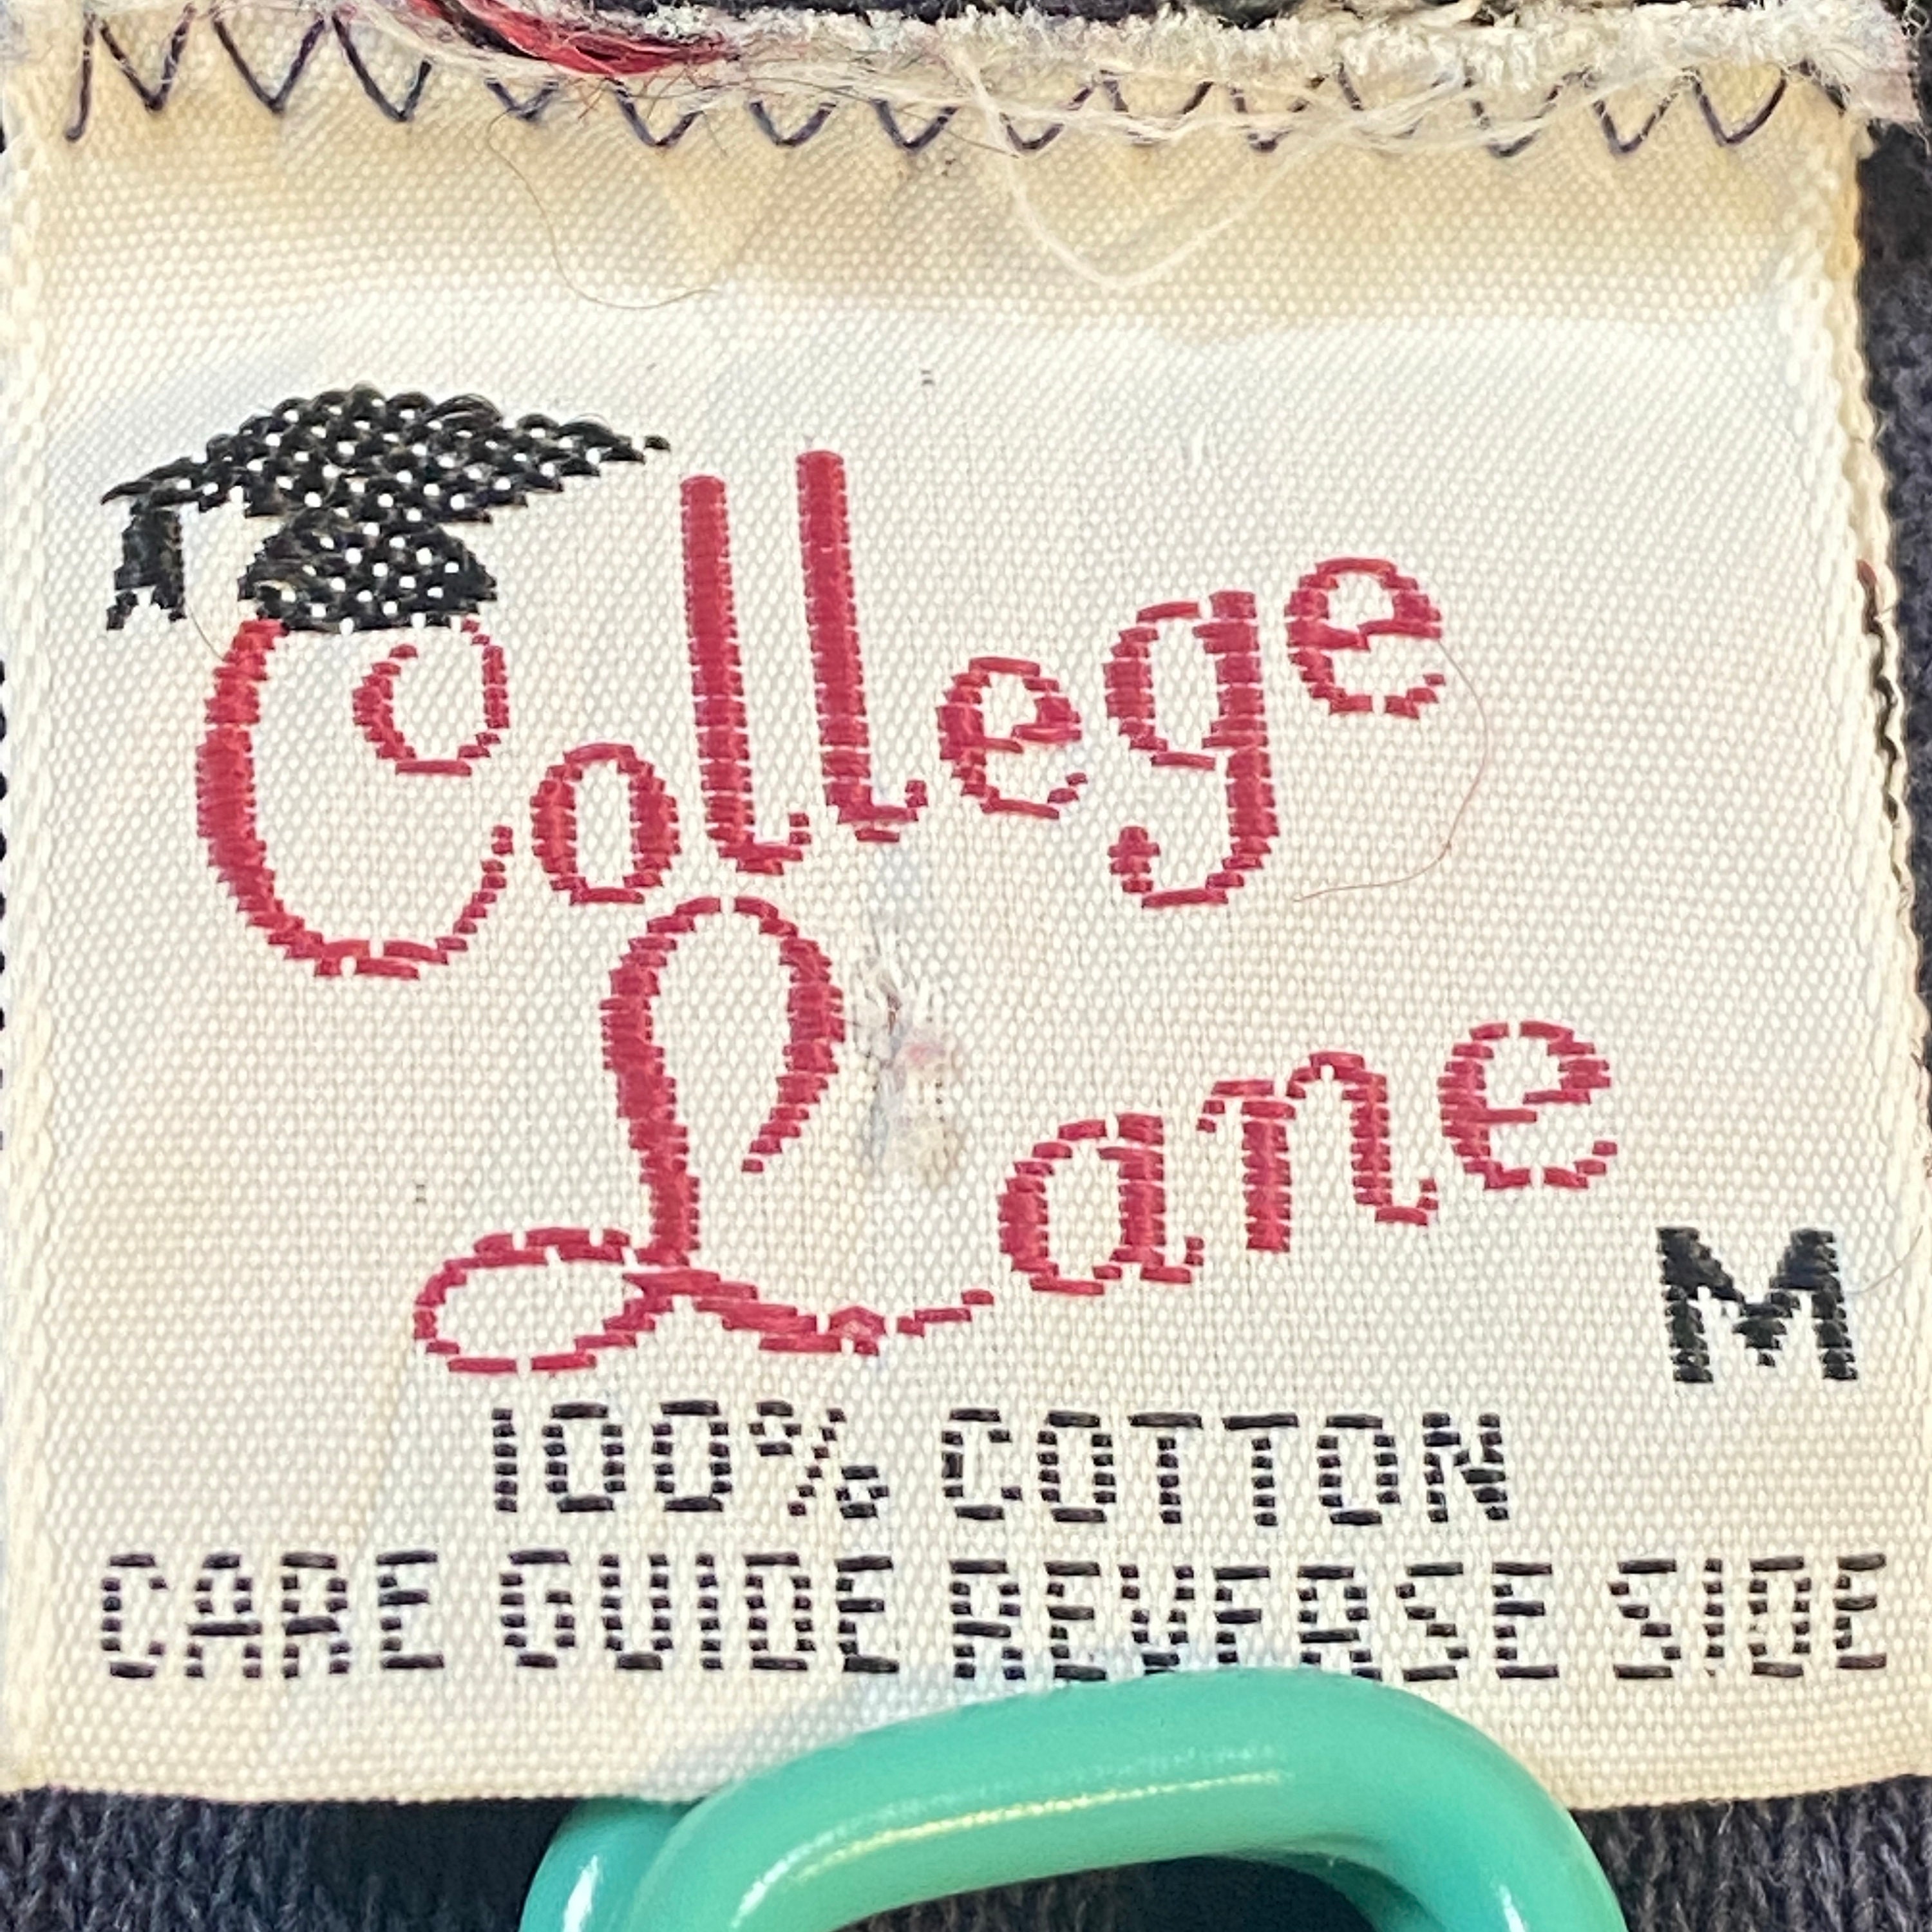 College
Lane
M
100% COTTON
CARE GUIDE REVERSE SIDE